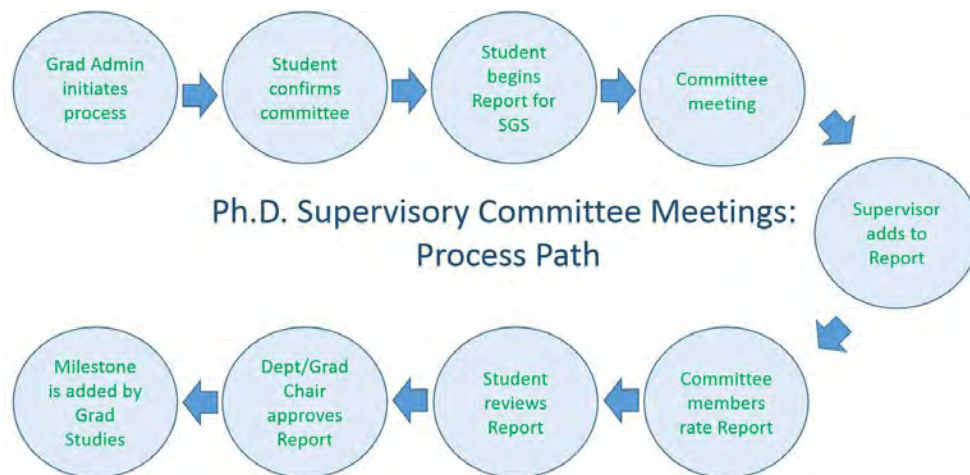 Grad Admin
initiates
process
Student
confirms
committee
Student
begins
Report for
SGS
Committee
meeting
Ph.D. Supervisory Committee Meetings:
Process Path
Supervisor
adds to
Report
Committee
members
rate Report
Student
reviews
Report
Dept/Grad
Chair
approves
Report
Milestone
is added by
Grad
Studies